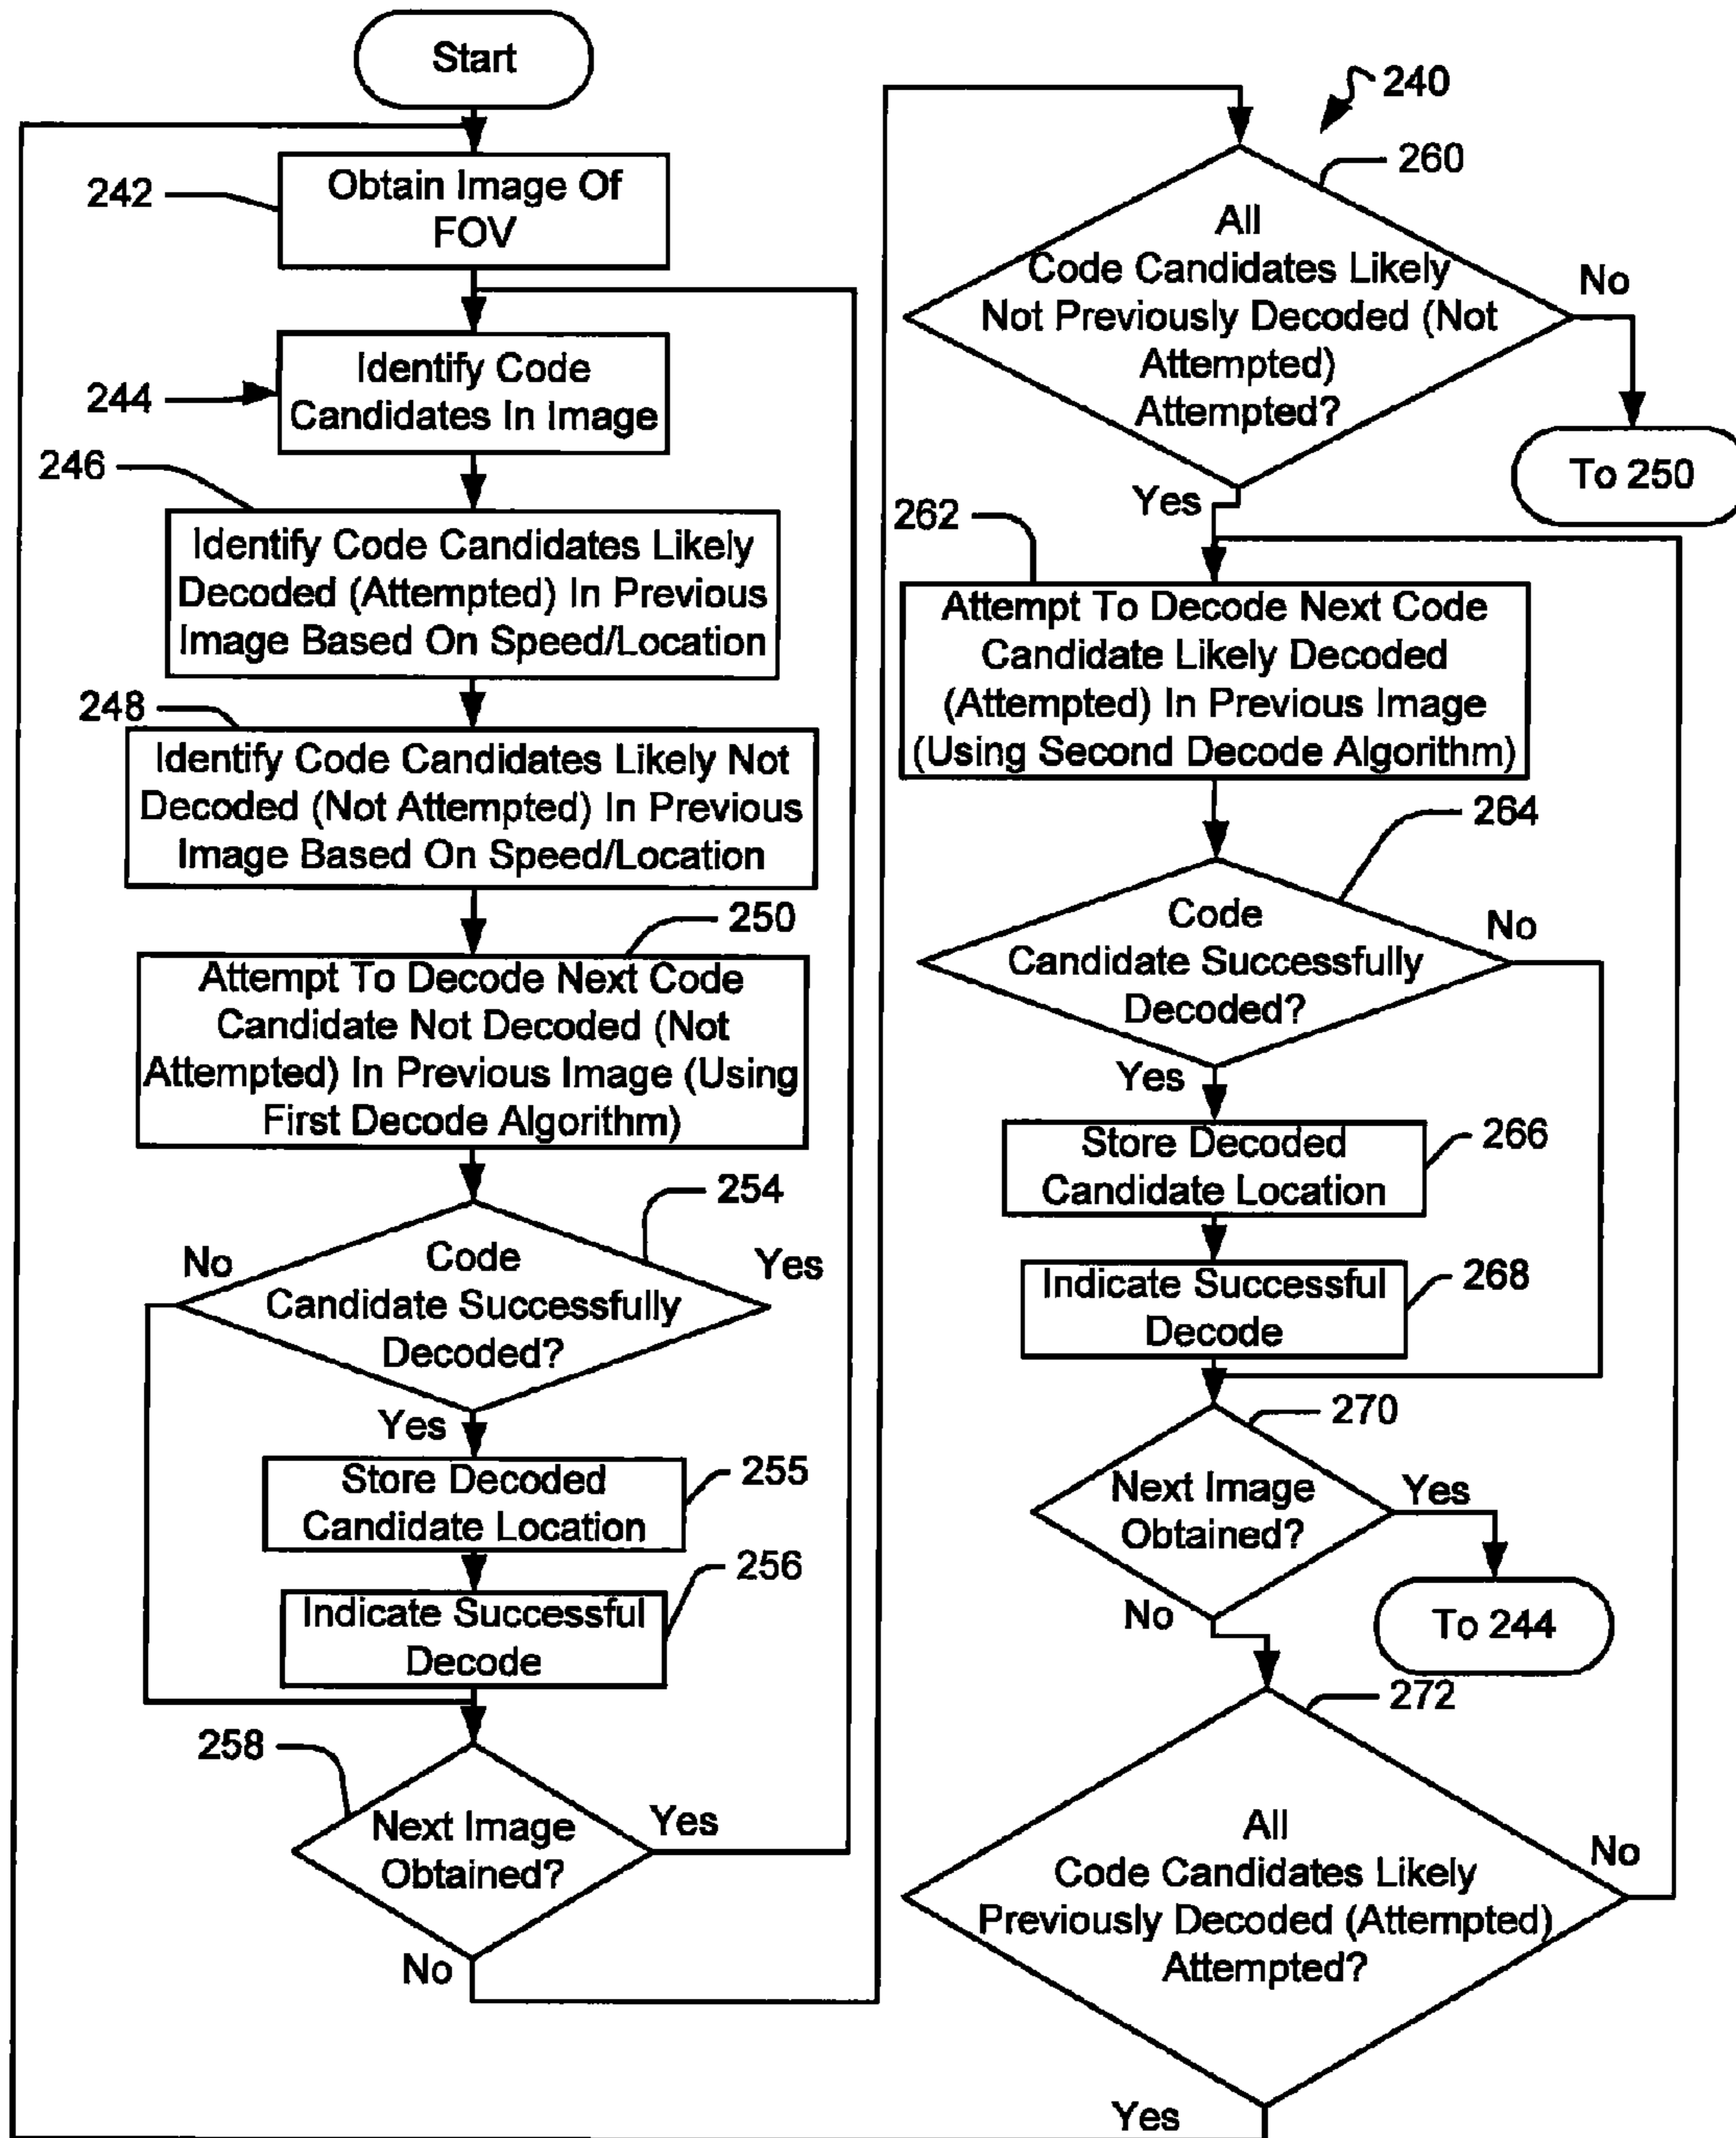 Start
242
Obtain Image Of
FOV
244
Identify Code
Candidates In Image
246
Identify Code Candidates Likely
Decoded (Attempted) In Previous
Image Based On Speed/Location
248
Identify Code Candidates Likely Not
Decoded (Not Attempted) In Previous
Image Based On Speed/Location
250
Attempt To Decode Next Code
Candidate Not Decoded (Not
Attempted) In Previous Image (Using
First Decode Algorithm)
254
No
Code
Candidate Successfully
Decoded?
Yes
Yes
Store Decoded
Candidate Location
255
Indicate Successful
Decode
256
258
Next Image
Obtained?
Yes
No
240
260
All
Code Candidates Likely
Not Previously Decoded (Not
Attempted)
Attempted?
No
To 250
Yes
262
Attempt To Decode Next Code
Candidate Likely Decoded
(Attempted) In Previous Image
(Using Second Decode Algorithm)
264
Code
Candidate Successfully
Decoded?
No
Yes
Store Decoded
Candidate Location
266
Indicate Successful
Decode
268
270
Next Image
Obtained?
Yes
To 244
No
272
All
Code Candidates Likely
Previously Decoded (Attempted)
Attempted?
No
Yes